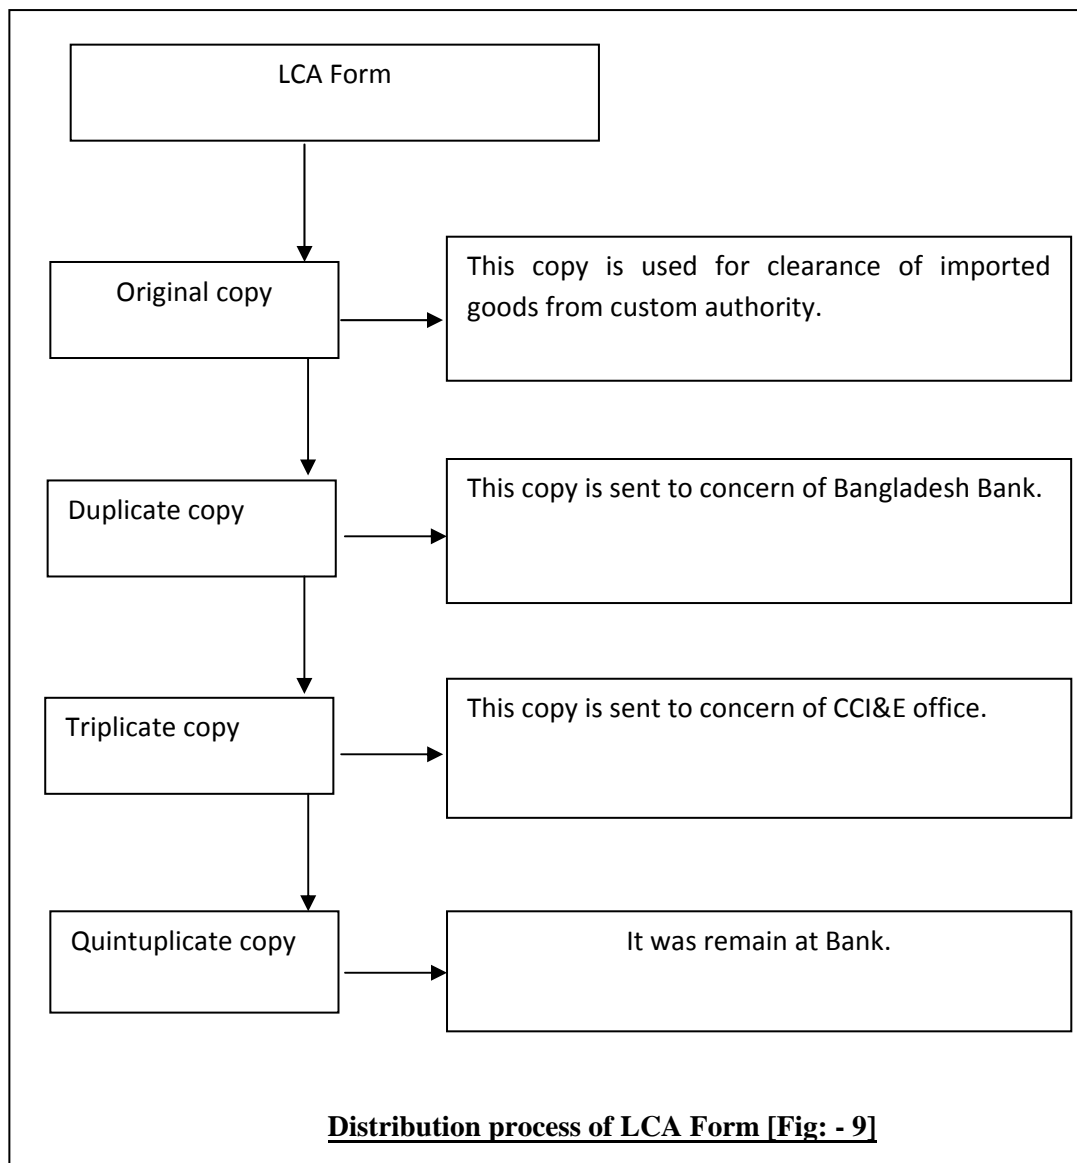 LCA Form
Original copy
This copy is used for clearance of imported
goods from custom authority.
Duplicate copy
This copy is sent to concern of Bangladesh Bank.
Triplicate copy
This copy is sent to concern of CCI&E office.
Quintuplicate copy
It was remain at Bank.
Distribution process of LCA Form [Fig: - 9]